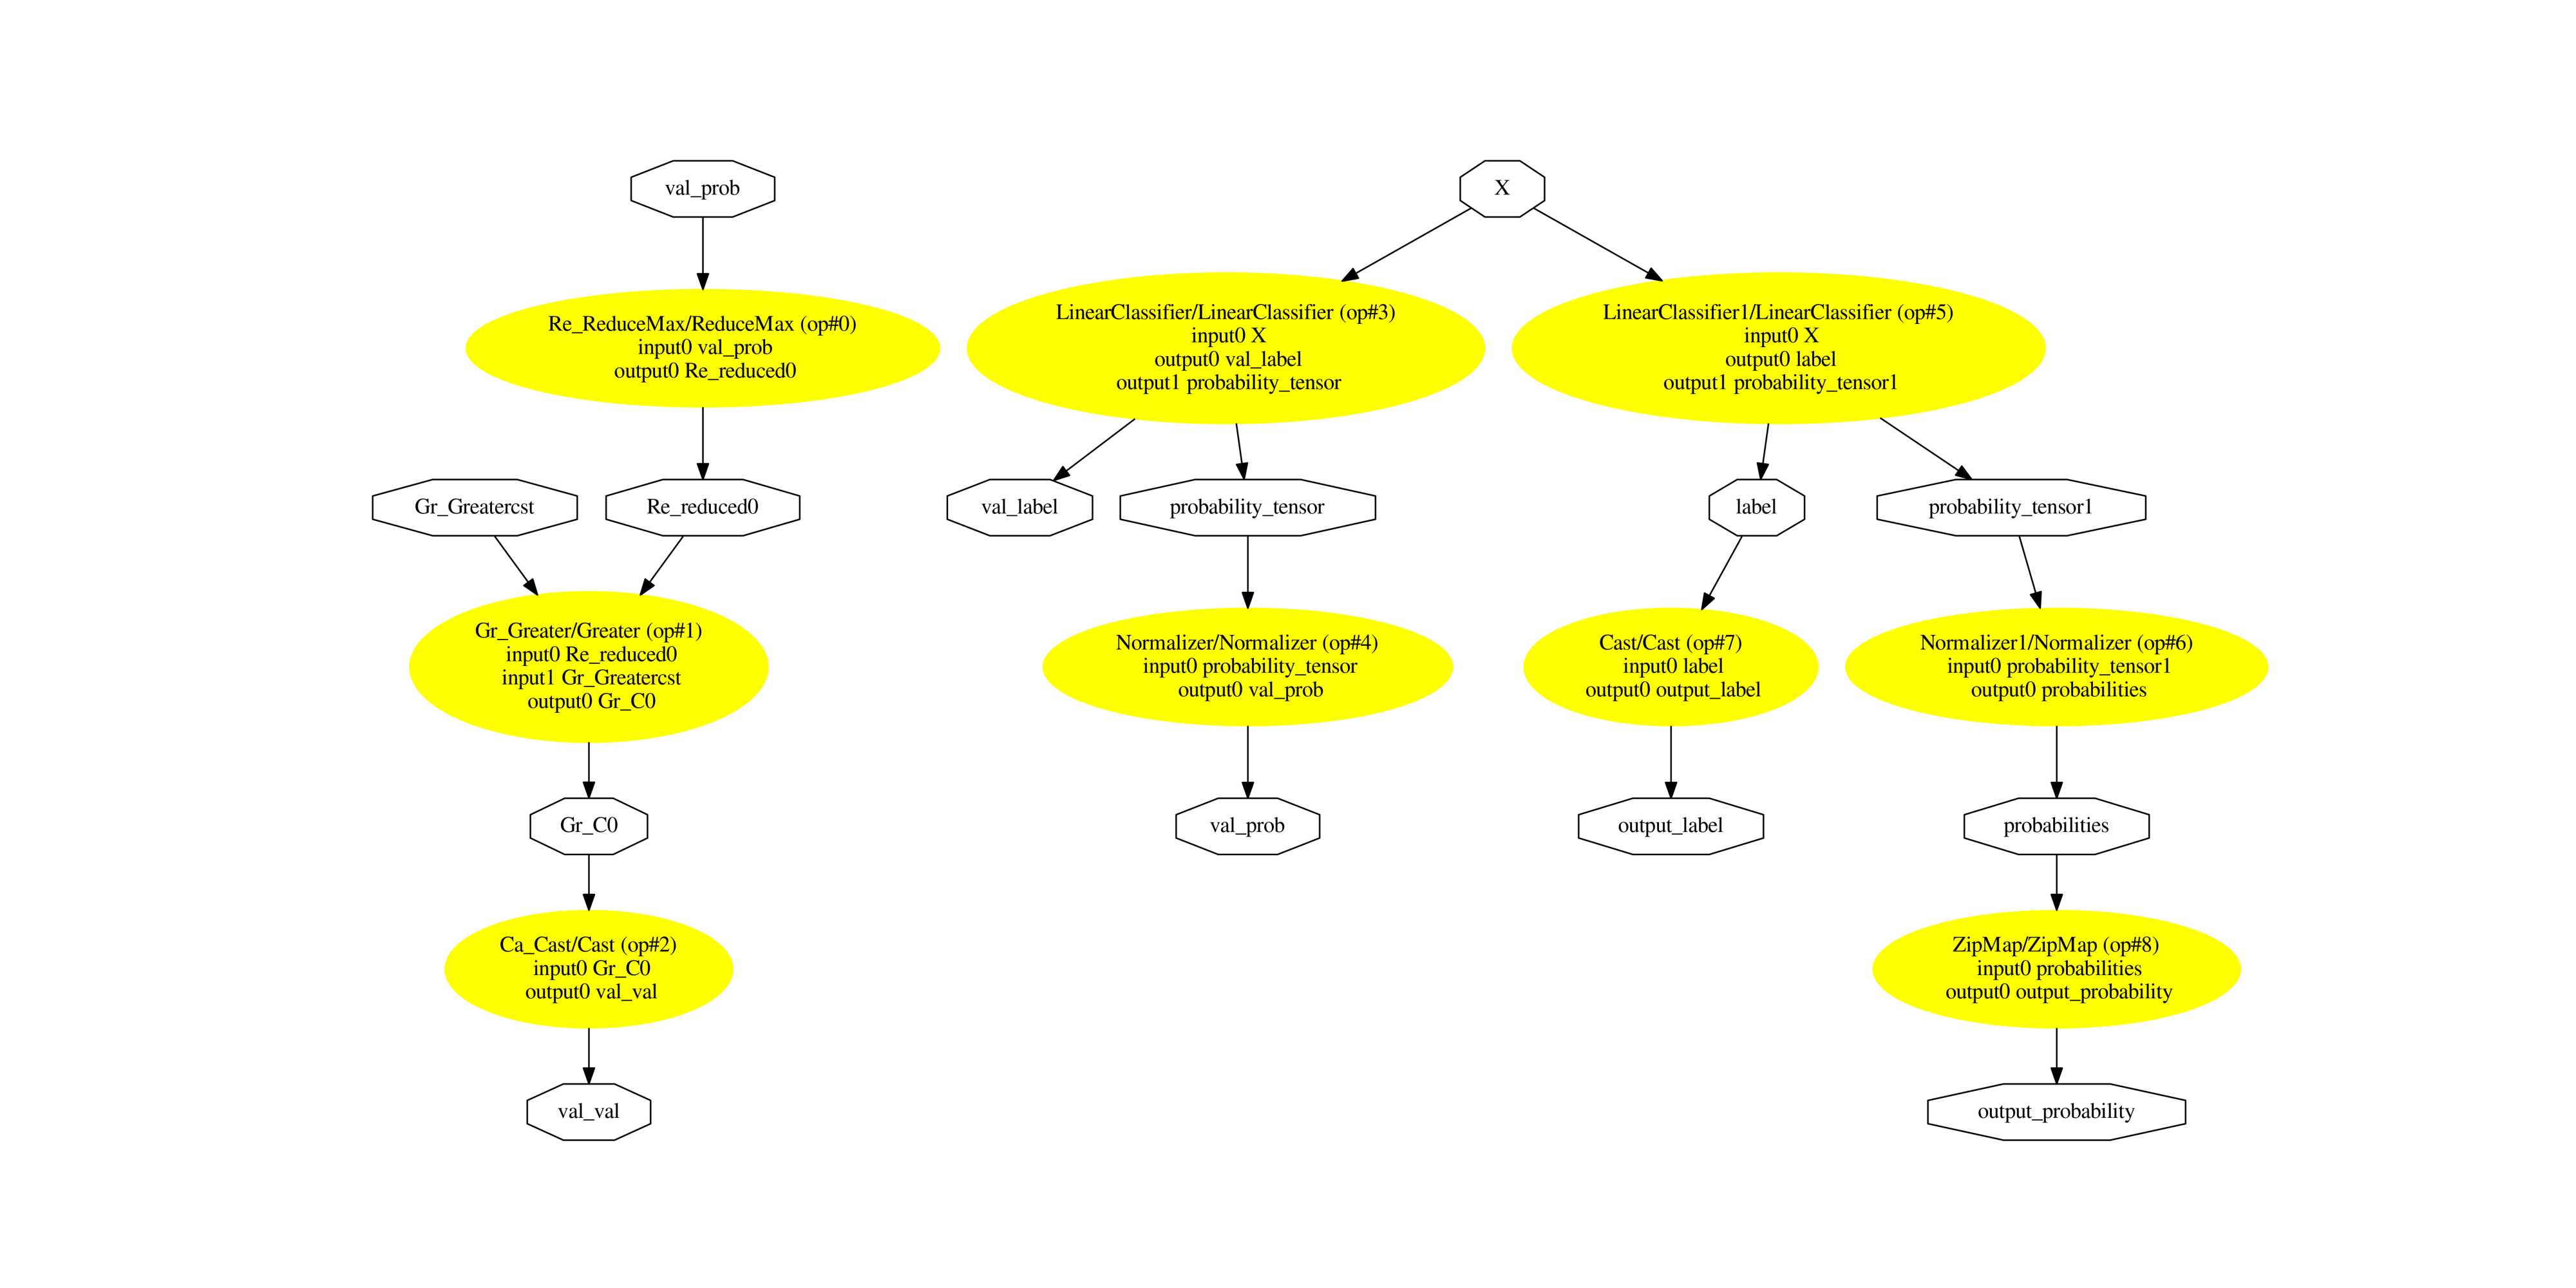 val_prob
X
Re_ReduceMax/ReduceMax (op#0)
input0 val_prob
output0 Re_reduced0
LinearClassifier/LinearClassifier (op#3)
input0 X
output0 val_label
output1 probability_tensor
LinearClassifier1/LinearClassifier (op#5)
input0 X
output0 label
output1 probability_tensor1
Gr_Greatercst
Re_reduced0
val_label
probability_tensor
label
probability_tensor1
Gr_Greater/Greater (op#1)
input0 Re_reduced0
input1 Gr_Greatercst
output0 Gr_C0
Normalizer/Normalizer (op#4)
input0 probability_tensor
output0 val_prob
Cast/Cast (op#7)
input0 label
output0 output_label
Normalizer1/Normalizer (op#6)
input0 probability_tensor1
output0 probabilities
Gr_C0
val_prob
output_label
probabilities
Ca_Cast/Cast (op#2)
input0 Gr_C0
output0 val_val
ZipMap/ZipMap (op#8)
input0 probabilities
output0 output_probability
val_val
output_probability